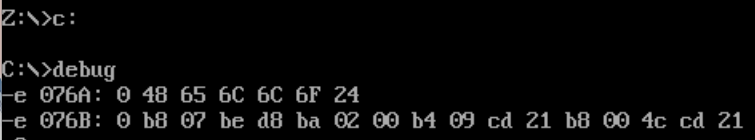 Z:\>c:
C:\>debug
-e 076A: 0 48 65 6C 6C 6F 24
-e 076B: 0 b8 07 be d8 ba 02 00 b4 09 cd 21 b8 00 4c cd 21